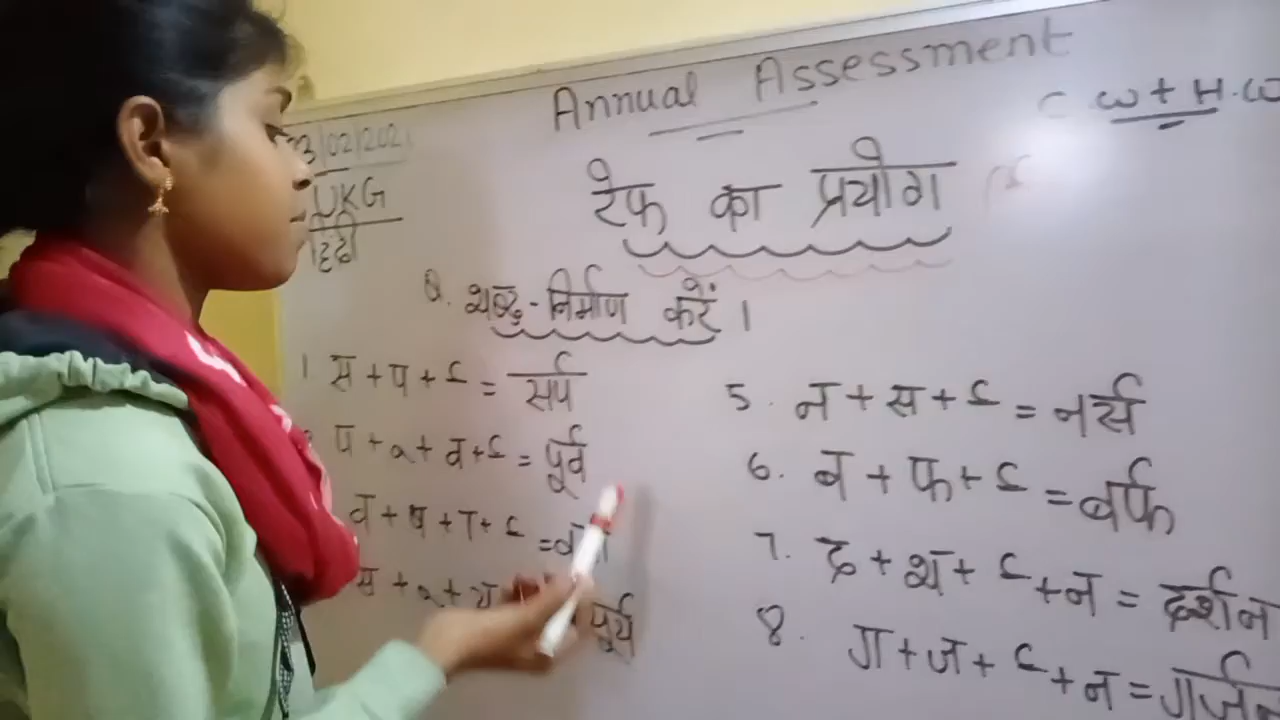 Annual Assessment
C.W + H.W
UKG
हिंदी
रेफ का प्रयोग
Q. शब्द-निर्माण करें ।
1 स + प + र्‍ = सर्प
प + ू + व + र्‍ = पूर्व
व + ष + ा + र्‍ =
स + ू + य
5. न + स + र्‍ = नर्स
6. ब + फ + र्‍ = बर्फ
7. द + श + र्‍ + न = दर्शन
8. ग + ज + र्‍ + न = गर्जन